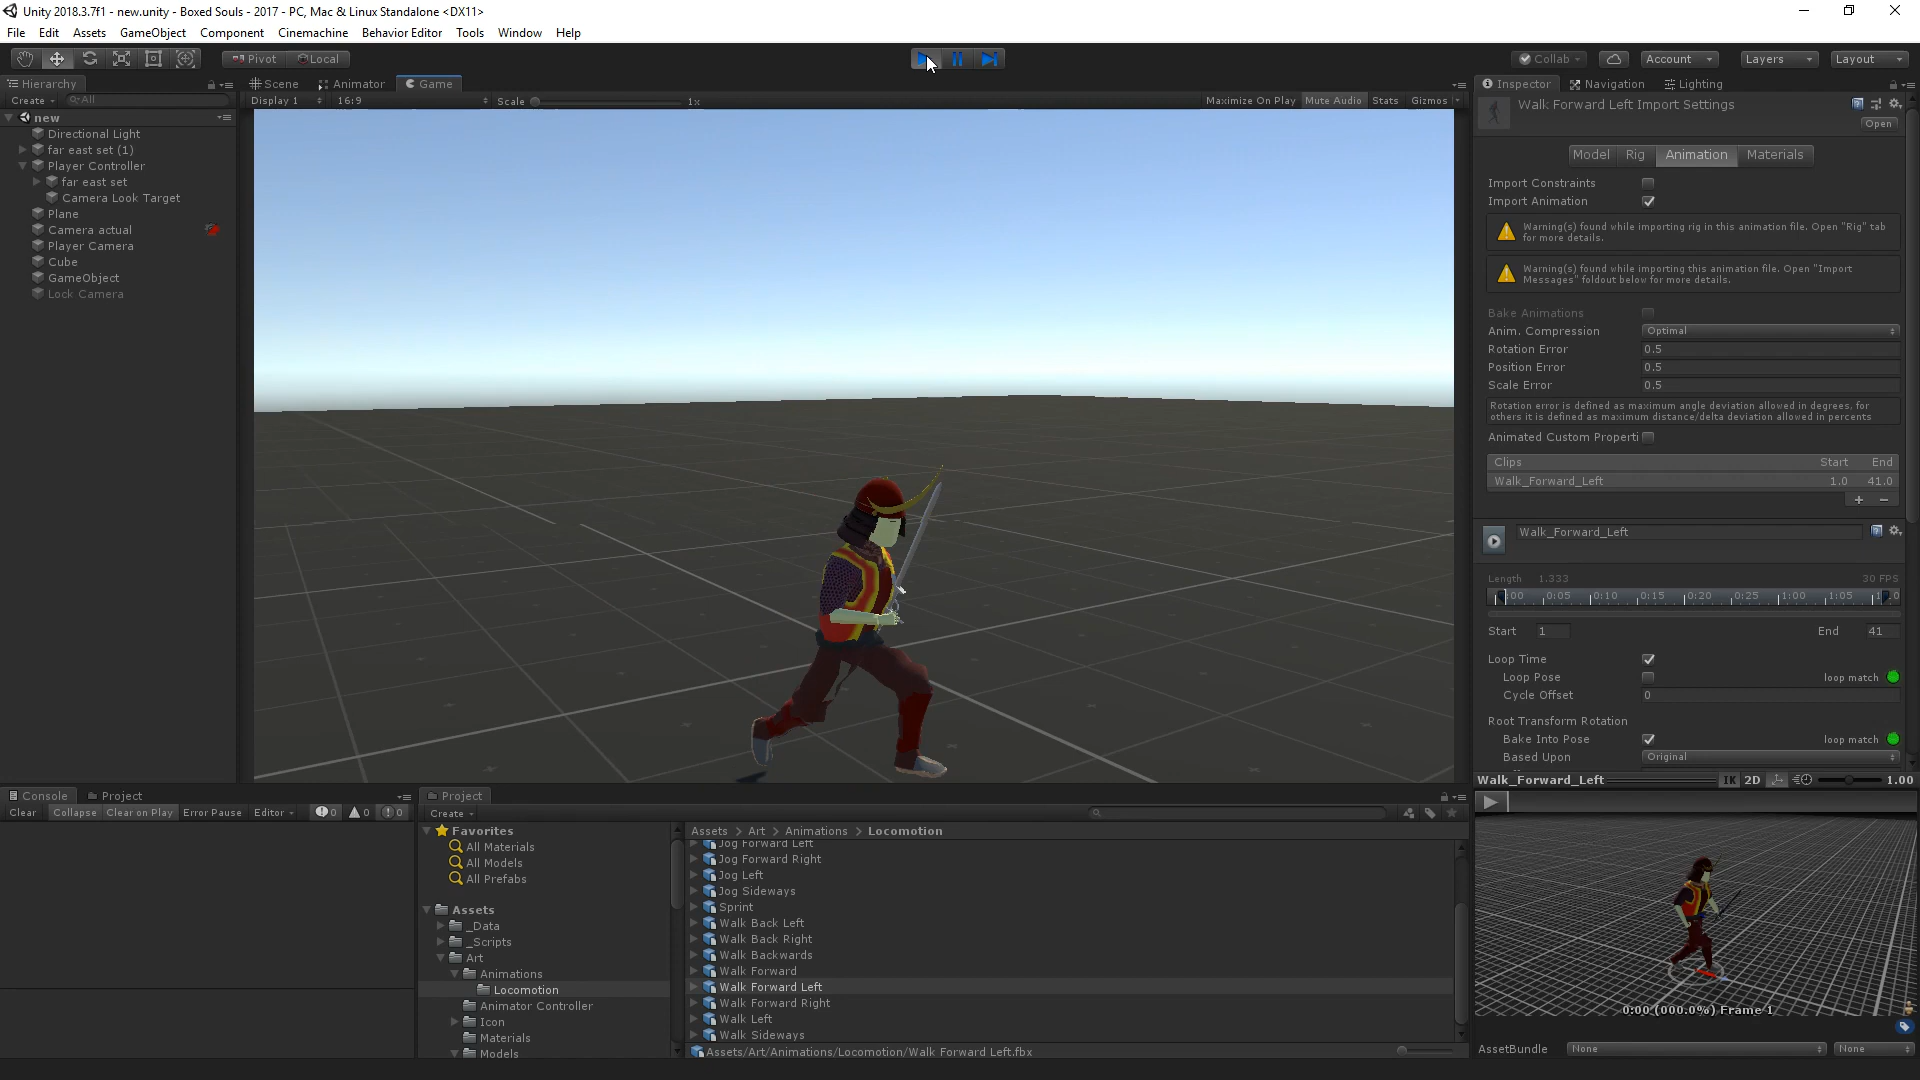 Unity 2018.3.7f1 - new.unity - Boxed Souls - 2017 - PC, Mac & Linux Standalone <DX11>
File Edit Assets GameObject Component Cinemachine Behavior Editor Tools Window Help
Pivot Local Collab Account Layers Layout
Hierarchy Scene Animator Game Inspector Navigation Lighting
Create All Display 1 16:9 Scale 1x Maximize On Play Mute Audio Stats Gizmos
Walk Forward Left Import Settings
Open
new
Directional Light
far east set (1)
Player Controller
far east set
Camera Look Target
Plane
Camera actual
Player Camera
Cube
GameObject
Lock Camera
Model Rig Animation Materials
Import Constraints
Import Animation
Warning(s) found while importing rig in this animation file. Open "Rig" tab
for more details.
Warning(s) found while importing this animation file. Open "Import
Messages" foldout below for more details.
Bake Animations
Anim. Compression Optimal
Rotation Error 0.5
Position Error 0.5
Scale Error 0.5
Rotation error is defined as maximum angle deviation allowed in degrees, for
others it is defined as maximum distance/delta deviation allowed in percents
Animated Custom Properti
Clips Start End
Walk_Forward_Left 1.0 41.0
+ −
Walk_Forward_Left
Length 1.333 30 FPS
:00 0:05 0:10 0:15 0:20 0:25 1:00 1:05
Start 1 End 41
Loop Time
Loop Pose loop match
Cycle Offset 0
Root Transform Rotation
Bake Into Pose loop match
Based Upon Original
Walk_Forward_Left IK 2D 1.00
0:00 (000.0%) Frame 1
AssetBundle None None
Console Project
Clear Collapse Clear on Play Error Pause Editor 0 0 0
Project
Create
Favorites
All Materials
All Models
All Prefabs
Assets
_Data
_Scripts
Art
Animations
Locomotion
Animator Controller
Icon
Materials
Models
Assets > Art > Animations > Locomotion
Jog Forward Left
Jog Forward Right
Jog Left
Jog Sideways
Sprint
Walk Back Left
Walk Back Right
Walk Backwards
Walk Forward
Walk Forward Left
Walk Forward Right
Walk Left
Walk Sideways
Assets/Art/Animations/Locomotion/Walk Forward Left.fbx